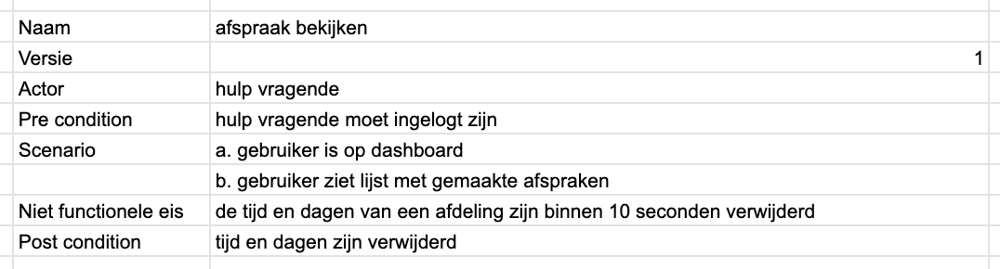 Naam afspraak bekijken
Versie 1
Actor hulp vragende
Pre condition hulp vragende moet ingelogt zijn
Scenario a. gebruiker is op dashboard
b. gebruiker ziet lijst met gemaakte afspraken
Niet functionele eis de tijd en dagen van een afdeling zijn binnen 10 seconden verwijderd
Post condition tijd en dagen zijn verwijderd